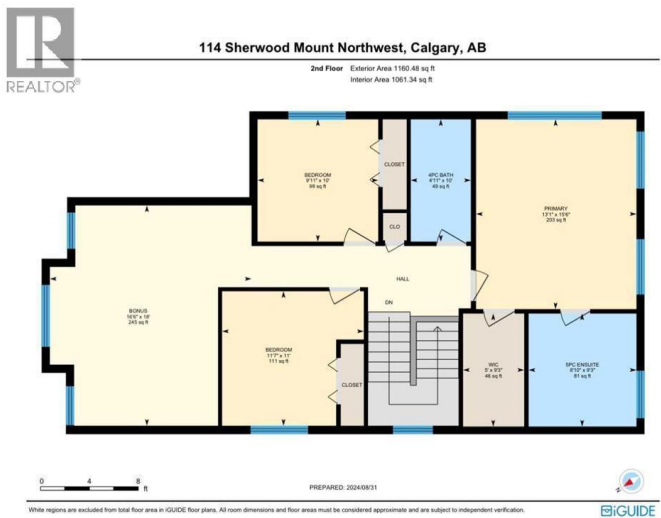 114 Sherwood Mount Northwest, Calgary, AB
2nd Floor Exterior Area 1160.48 sq ft
Interior Area 1061.34 sq ft
R
REALTOR®
BEDROOM
9'11" x 10'
98 sq ft
CLOSET
4PC BATH
4'11" x 10'
49 sq ft
PRIMARY
13'1" x 15'6"
203 sq ft
CLO
HALL
DN
BONUS
16'6" x 18'
245 sq ft
BEDROOM
11'7" x 11'
111 sq ft
CLOSET
WIC
5' x 9'3"
46 sq ft
5PC ENSUITE
8'10" x 9'3"
81 sq ft
0 4 8
ft
PREPARED: 2024/08/31
N
White regions are excluded from total floor area in iGUIDE floor plans. All room dimensions and floor areas must be considered approximate and are subject to independent verification.
iGUIDE